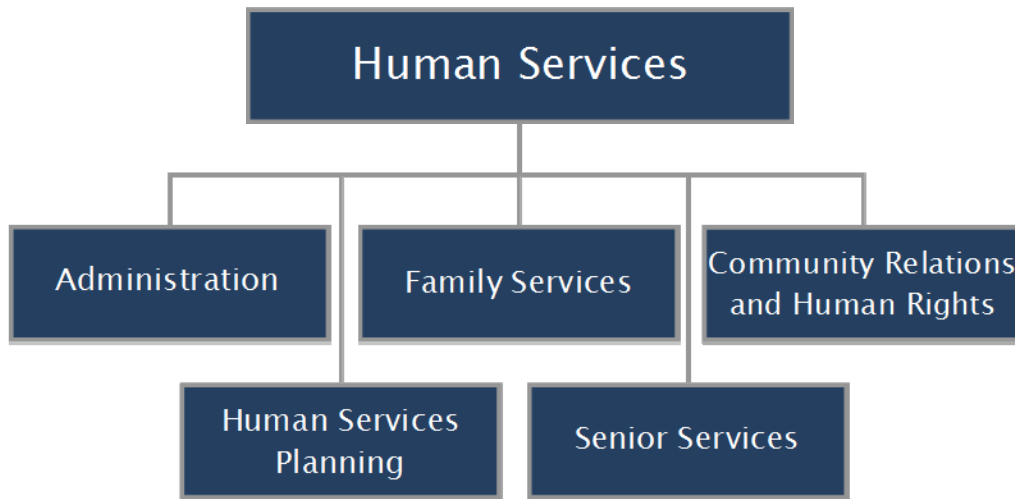 Human Services
Administration
Family Services
Community Relations
and Human Rights
Human Services
Planning
Senior Services